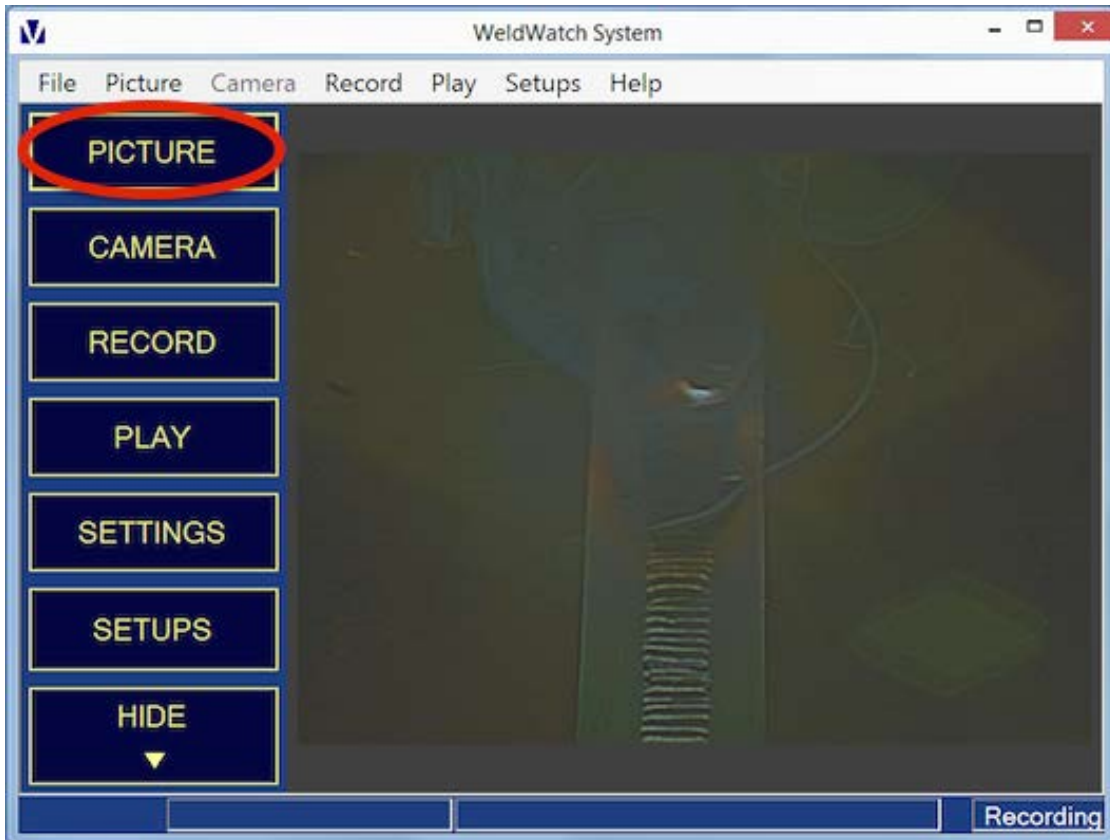 WeldWatch System
File Picture Camera Record Play Setups Help
PICTURE
CAMERA
RECORD
PLAY
SETTINGS
SETUPS
HIDE
Recording